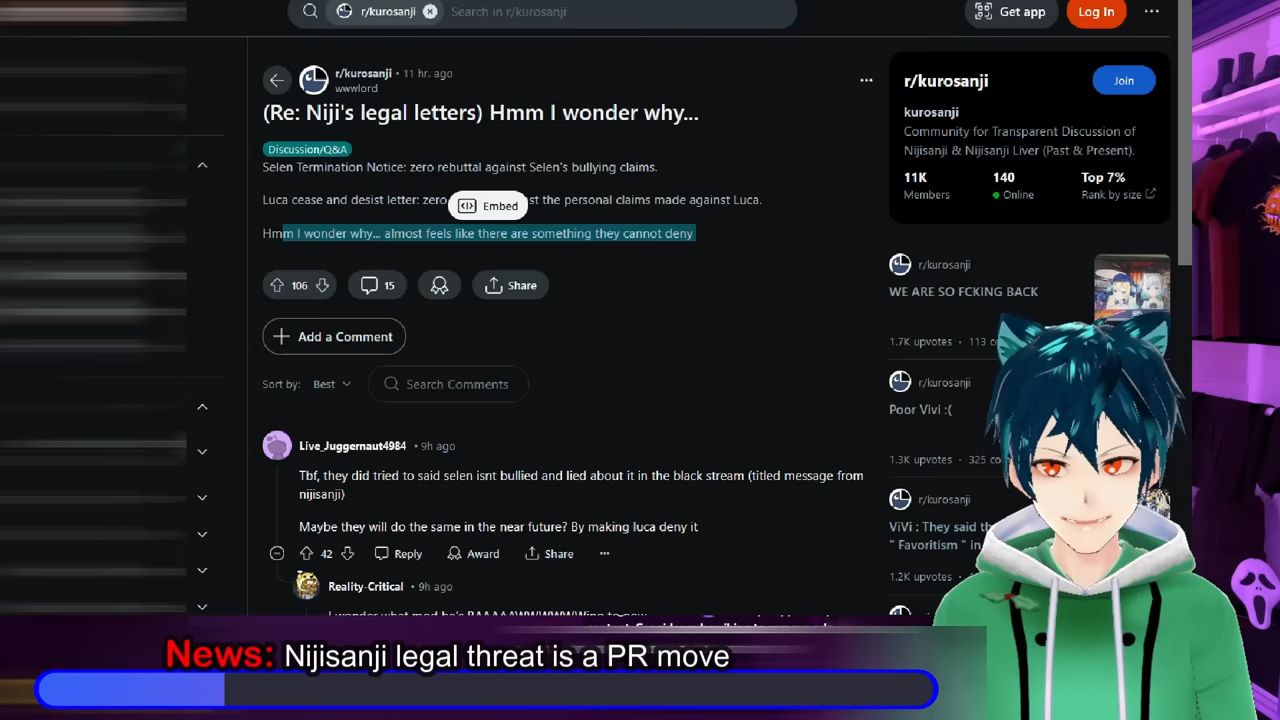 r/kurosanji
Search in r/kurosanji
Get app
Log In
r/kurosanji • 11 hr. ago
wwwlord
(Re: Niji's legal letters) Hmm I wonder why...
Discussion/Q&A
Selen Termination Notice: zero rebuttal against Selen's bullying claims.
Luca cease and desist letter: zero
Embed
st the personal claims made against Luca.
Hmm I wonder why... almost feels like there are something they cannot deny
106
15
Share
Add a Comment
Sort by: Best
Search Comments
Live_Juggernaut4984 • 9h ago
Tbf, they did tried to said selen isnt bullied and lied about it in the black stream (titled message from
nijisanji)
Maybe they will do the same in the near future? By making luca deny it
42
Reply
Award
Share
Reality-Critical • 9h ago
r/kurosanji
Join
kurosanji
Community for Transparent Discussion of
Nijisanji & Nijisanji Liver (Past & Present).
11K
140
Top 7%
Members
Online
Rank by size
r/kurosanji
WE ARE SO FCKING BACK
1.7K upvotes • 113 co
r/kurosanji
Poor Vivi :(
1.3K upvotes • 325 co
r/kurosanji
ViVi : They said th
" Favoritism " in
1.2K upvotes •
News: Nijisanji legal threat is a PR move